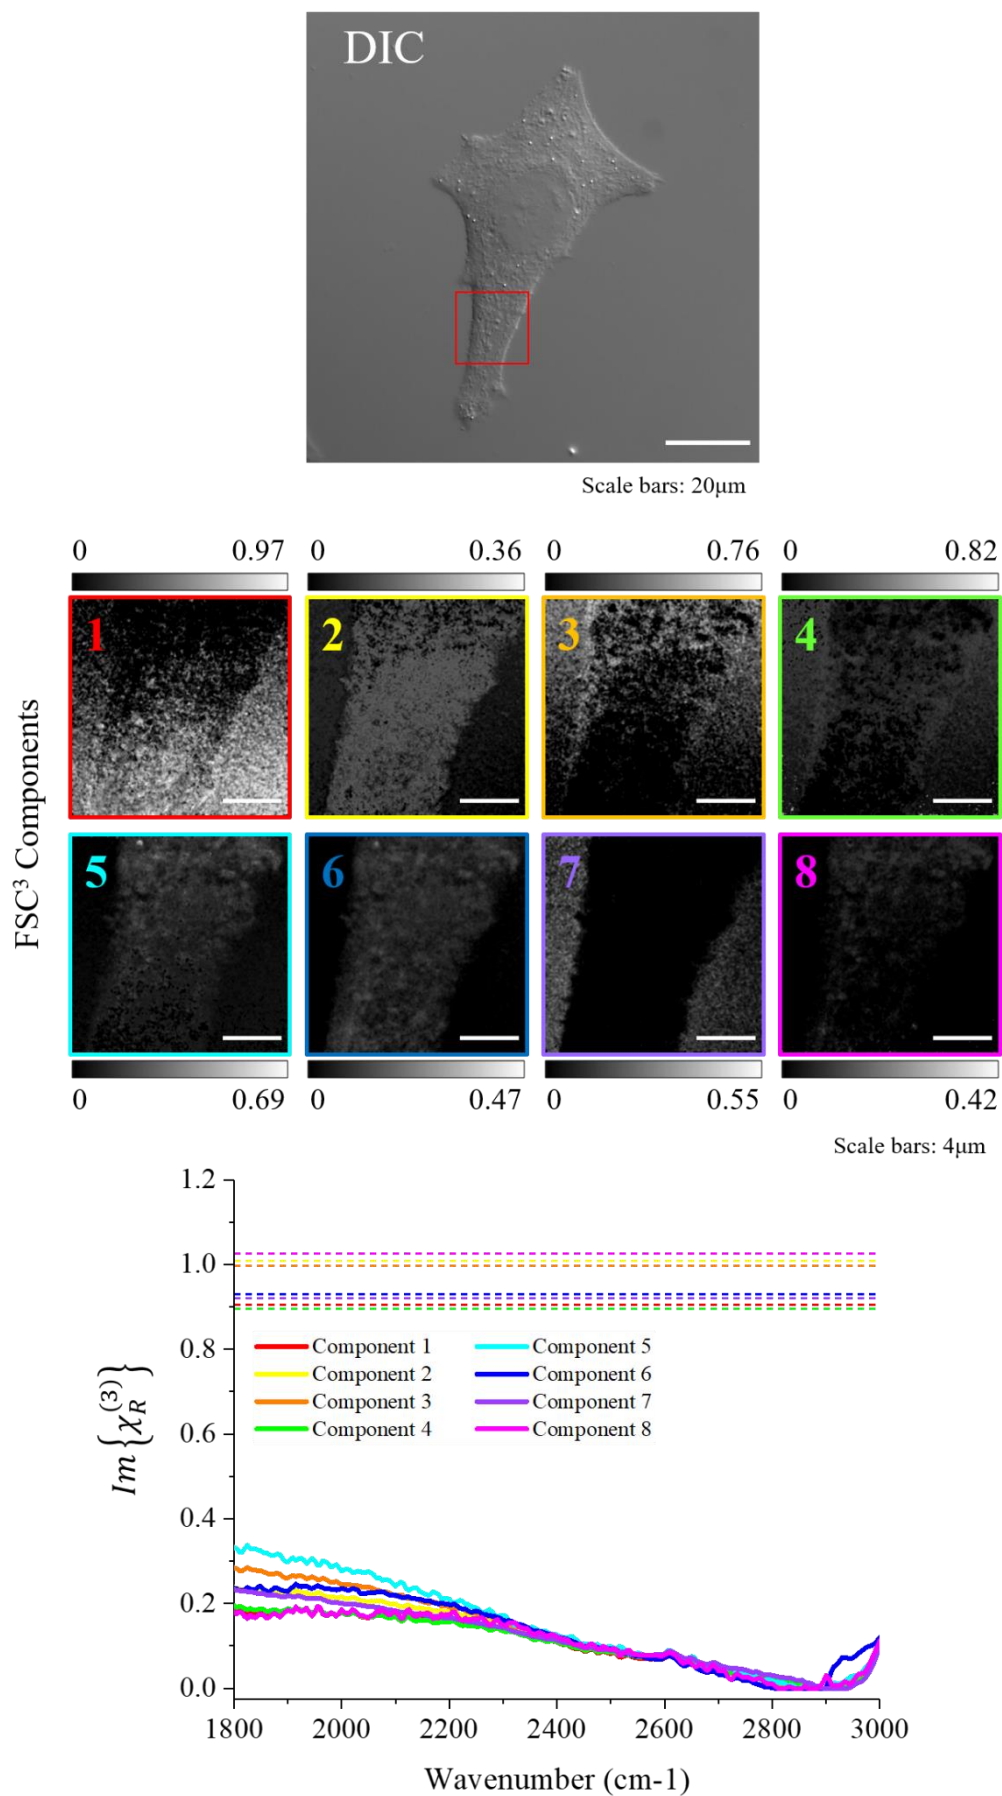 DIC
Scale bars: 20μm
0 0.97 0 0.36 0 0.76 0 0.82
FSC³ Components
1 2 3 4
5 6 7 8
0 0.69 0 0.47 0 0.55 0 0.42
Scale bars: 4μm
1.2
1.0
0.8
0.6
0.4
0.2
0.0
Im{χ_R^(3)}
Component 1 Component 5
Component 2 Component 6
Component 3 Component 7
Component 4 Component 8
1800 2000 2200 2400 2600 2800 3000
Wavenumber (cm-1)